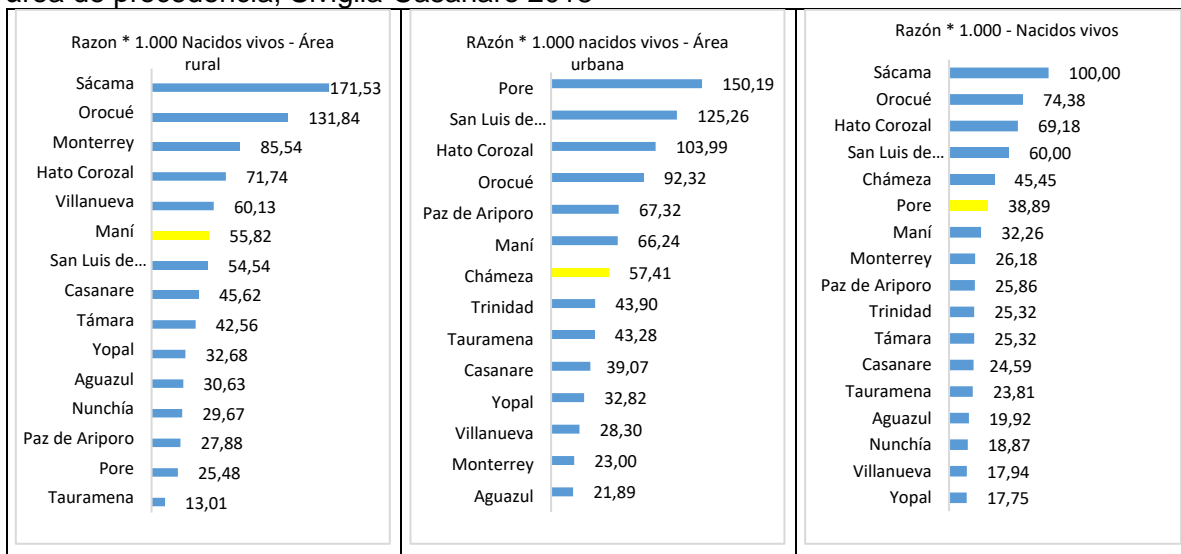 área de procedencia, Sivigila Casanare 2018
Razon * 1.000 Nacidos vivos - Área
rural
Sácama 171,53
Orocué 131,84
Monterrey 85,54
Hato Corozal 71,74
Villanueva 60,13
Maní 55,82
San Luis de... 54,54
Casanare 45,62
Támara 42,56
Yopal 32,68
Aguazul 30,63
Nunchía 29,67
Paz de Ariporo 27,88
Pore 25,48
Tauramena 13,01
RAzón * 1.000 nacidos vivos - Área
urbana
Pore 150,19
San Luis de... 125,26
Hato Corozal 103,99
Orocué 92,32
Paz de Ariporo 67,32
Maní 66,24
Chámeza 57,41
Trinidad 43,90
Tauramena 43,28
Casanare 39,07
Yopal 32,82
Villanueva 28,30
Monterrey 23,00
Aguazul 21,89
Razón * 1.000 - Nacidos vivos
Sácama 100,00
Orocué 74,38
Hato Corozal 69,18
San Luis de... 60,00
Chámeza 45,45
Pore 38,89
Maní 32,26
Monterrey 26,18
Paz de Ariporo 25,86
Trinidad 25,32
Támara 25,32
Casanare 24,59
Tauramena 23,81
Aguazul 19,92
Nunchía 18,87
Villanueva 17,94
Yopal 17,75